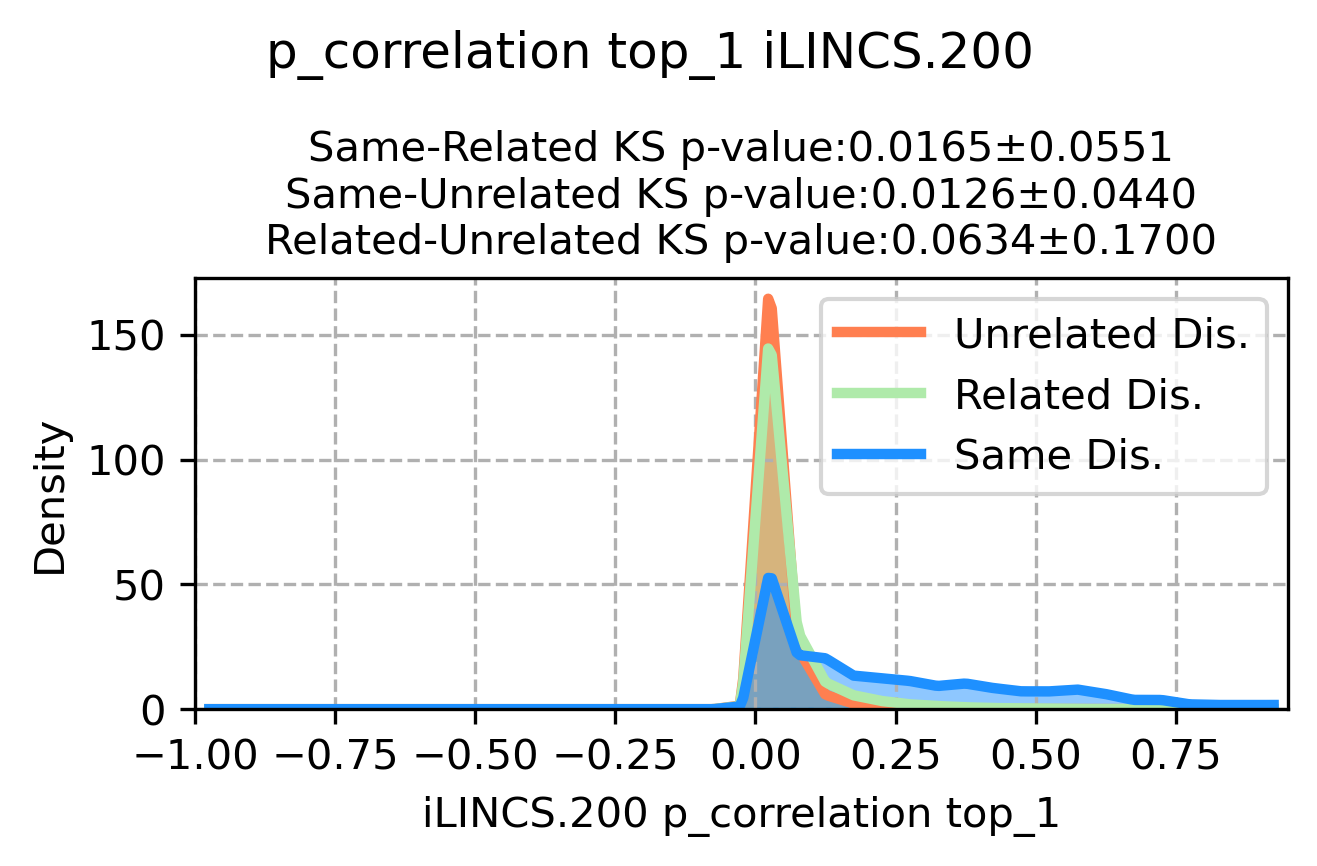 p_correlation top_1 iLINCS.200
Same-Related KS p-value:0.0165±0.0551
Same-Unrelated KS p-value:0.0126±0.0440
Related-Unrelated KS p-value:0.0634±0.1700
150
100
50
0
Density
Unrelated Dis.
Related Dis.
Same Dis.
−1.00 −0.75 −0.50 −0.25 0.00 0.25 0.50 0.75
iLINCS.200 p_correlation top_1